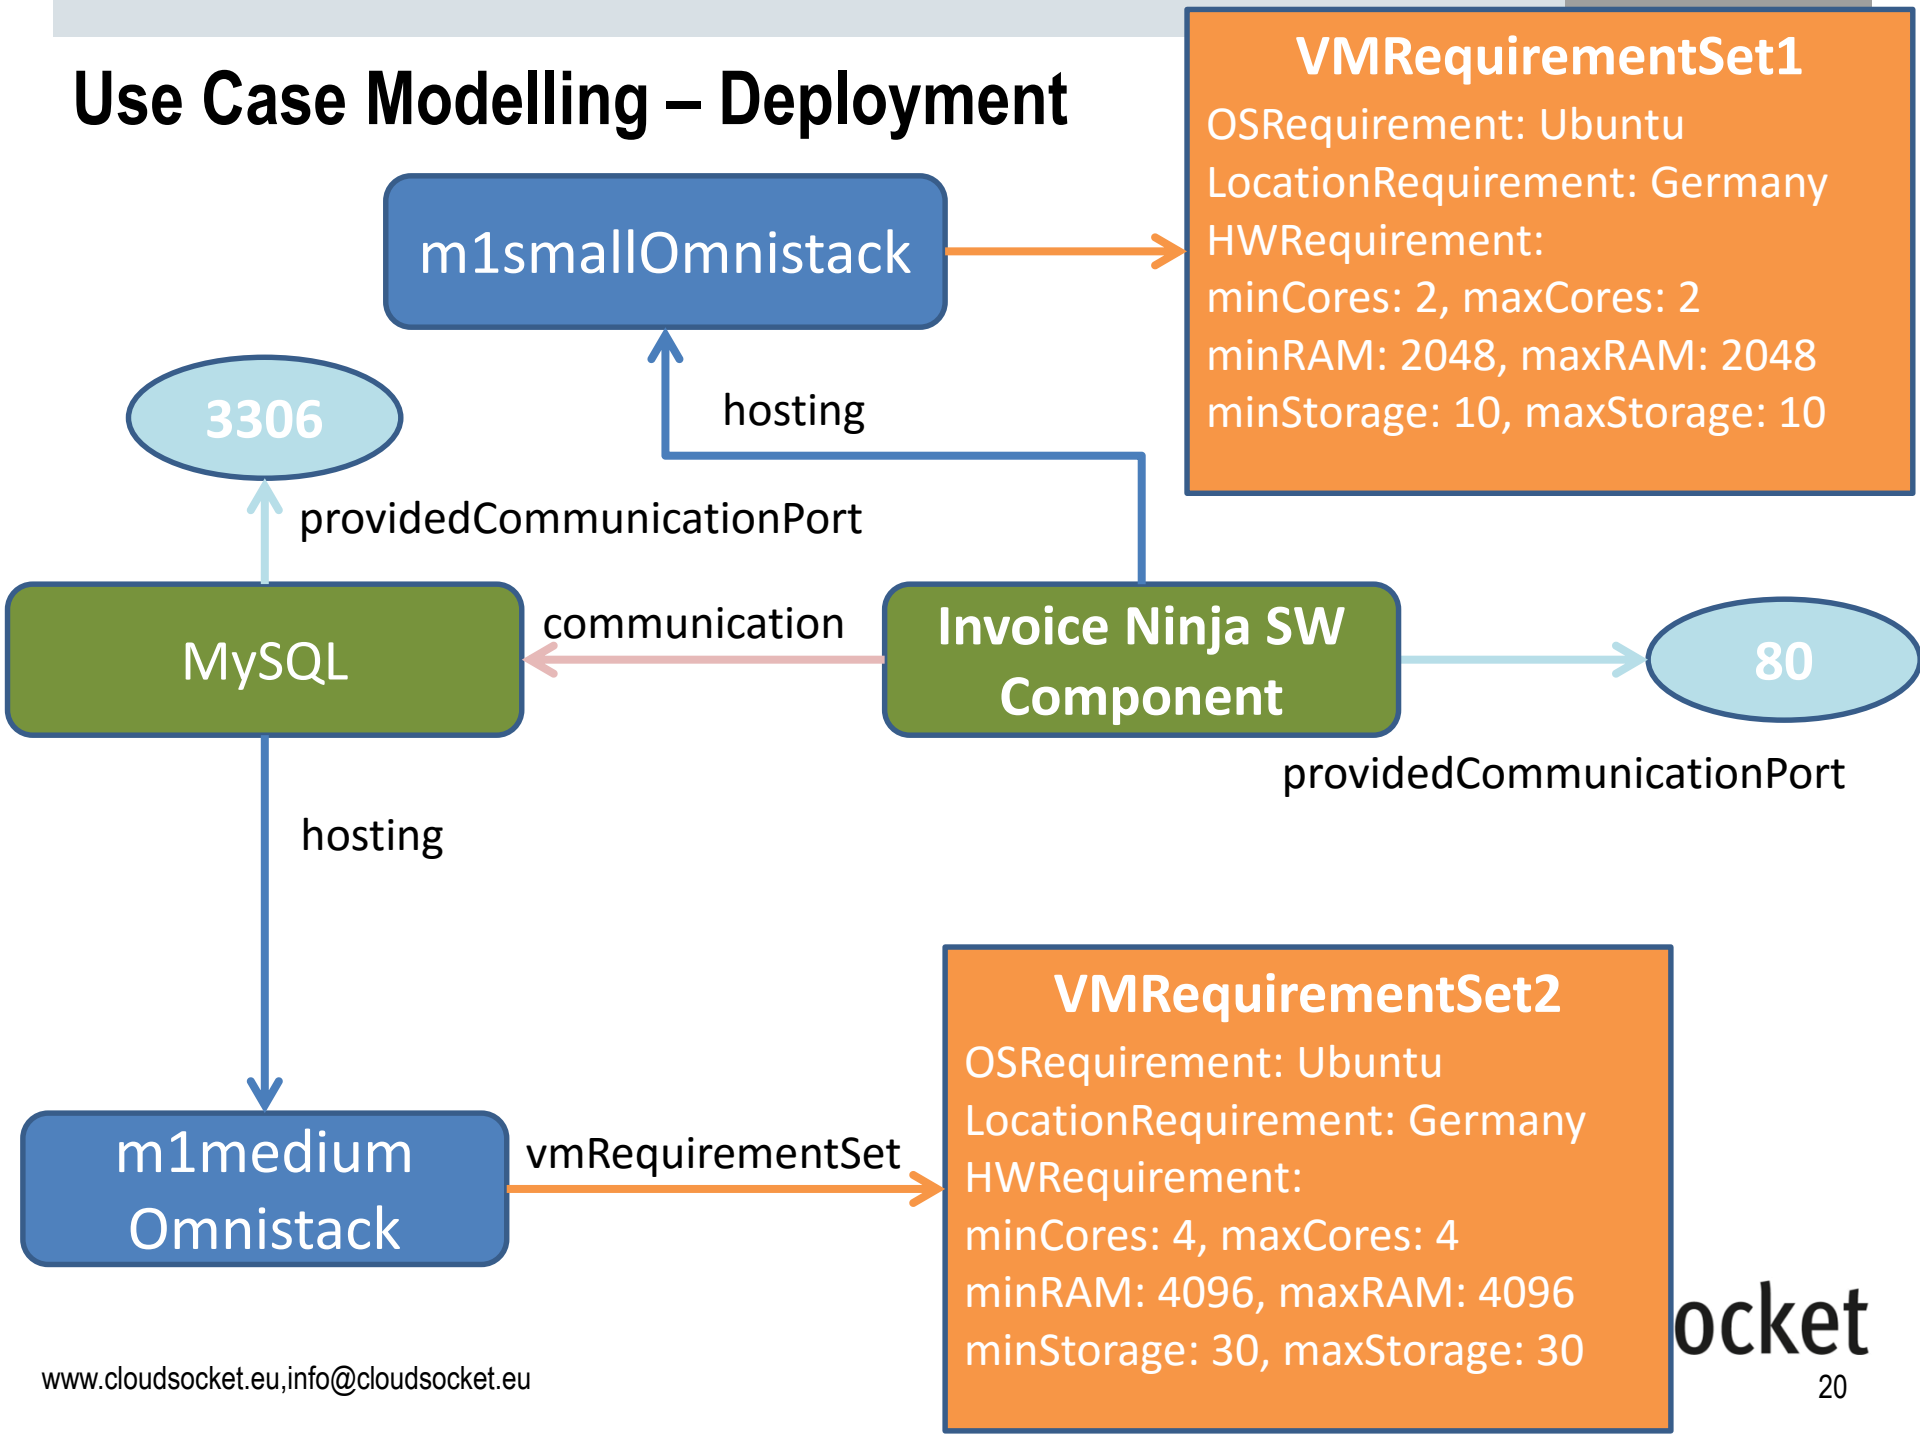 Use Case Modelling – Deployment
VMRequirementSet1
OSRequirement: Ubuntu
LocationRequirement: Germany
HWRequirement:
minCores: 2, maxCores: 2
minRAM: 2048, maxRAM: 2048
minStorage: 10, maxStorage: 10
m1smallOmnistack
hosting
3306
providedCommunicationPort
MySQL
communication
Invoice Ninja SW
Component
80
providedCommunicationPort
hosting
m1medium
Omnistack
vmRequirementSet
VMRequirementSet2
OSRequirement: Ubuntu
LocationRequirement: Germany
HWRequirement:
minCores: 4, maxCores: 4
minRAM: 4096, maxRAM: 4096
minStorage: 30, maxStorage: 30
ocket
www.cloudsocket.eu,info@cloudsocket.eu
20